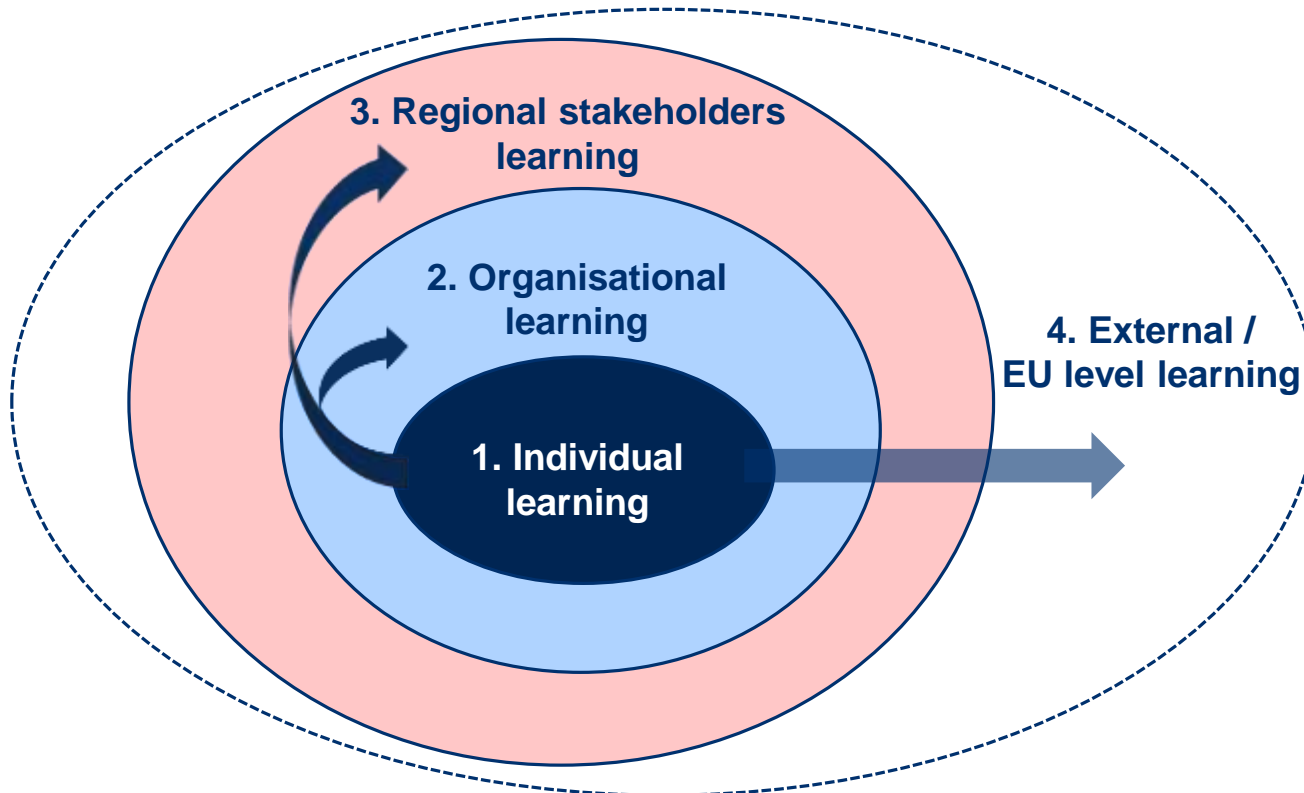 3. Regional stakeholders
learning
2. Organisational
learning
4. External /
EU level learning
1. Individual
learning